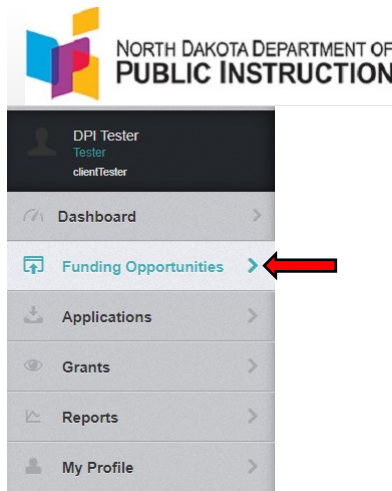 NORTH DAKOTA DEPARTMENT OF
PUBLIC INSTRUCTION
DPI Tester
Tester
clientTester
Dashboard
Funding Opportunities
Applications
Grants
Reports
My Profile